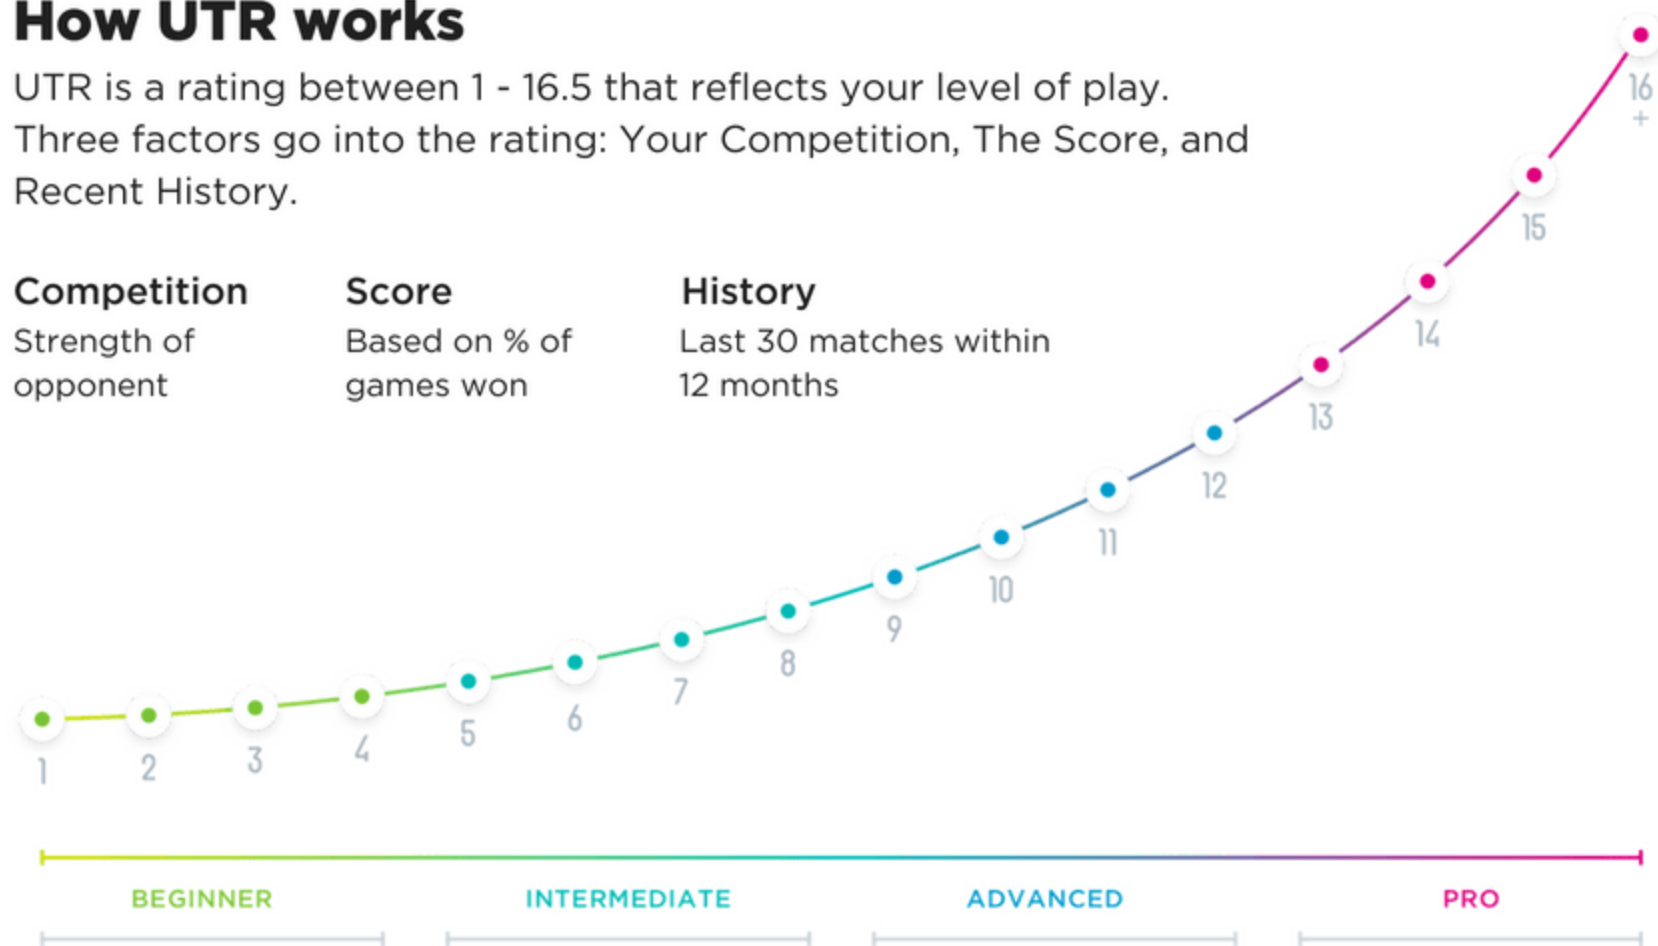 How UTR works
UTR is a rating between 1 - 16.5 that reflects your level of play.
Three factors go into the rating: Your Competition, The Score, and
Recent History.
Competition
Strength of
opponent
Score
Based on % of
games won
History
Last 30 matches within
12 months
1
2
3
4
5
6
7
8
9
10
11
12
13
14
15
16
+
BEGINNER
INTERMEDIATE
ADVANCED
PRO